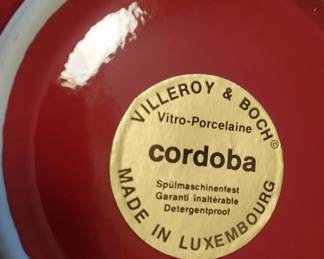 VILLEROY & BOCH©
Vitro-Porcelaine
cordoba
Spülmaschinenfest
Garanti inaltérable
Detergentproof
MADE IN LUXEMBOURG